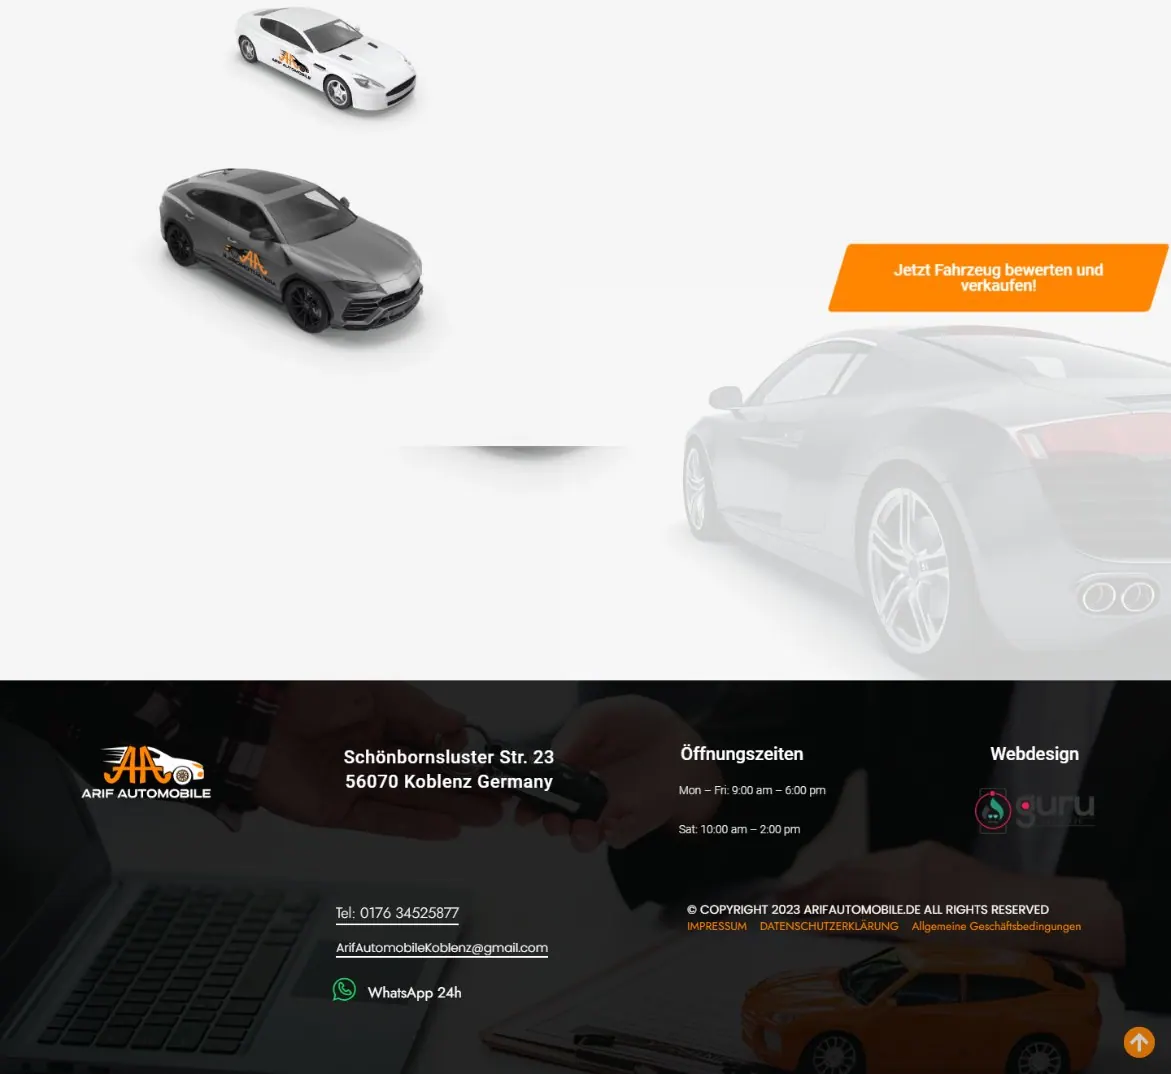 ARIF AUTOMOBILE
Jetzt Fahrzeug bewerten und
verkaufen!
ARIF AUTOMOBILE
Schönbornsluster Str. 23
56070 Koblenz Germany
Öffnungszeiten
Mon – Fri: 9:00 am – 6:00 pm
Sat: 10:00 am – 2:00 pm
Webdesign
guru
Tel: 0176 34525877
ArifAutomobileKoblenz@gmail.com
WhatsApp 24h
© COPYRIGHT 2023 ARIFAUTOMOBILE.DE ALL RIGHTS RESERVED
IMPRESSUM DATENSCHUTZERKLÄRUNG Allgemeine Geschäftsbedingungen